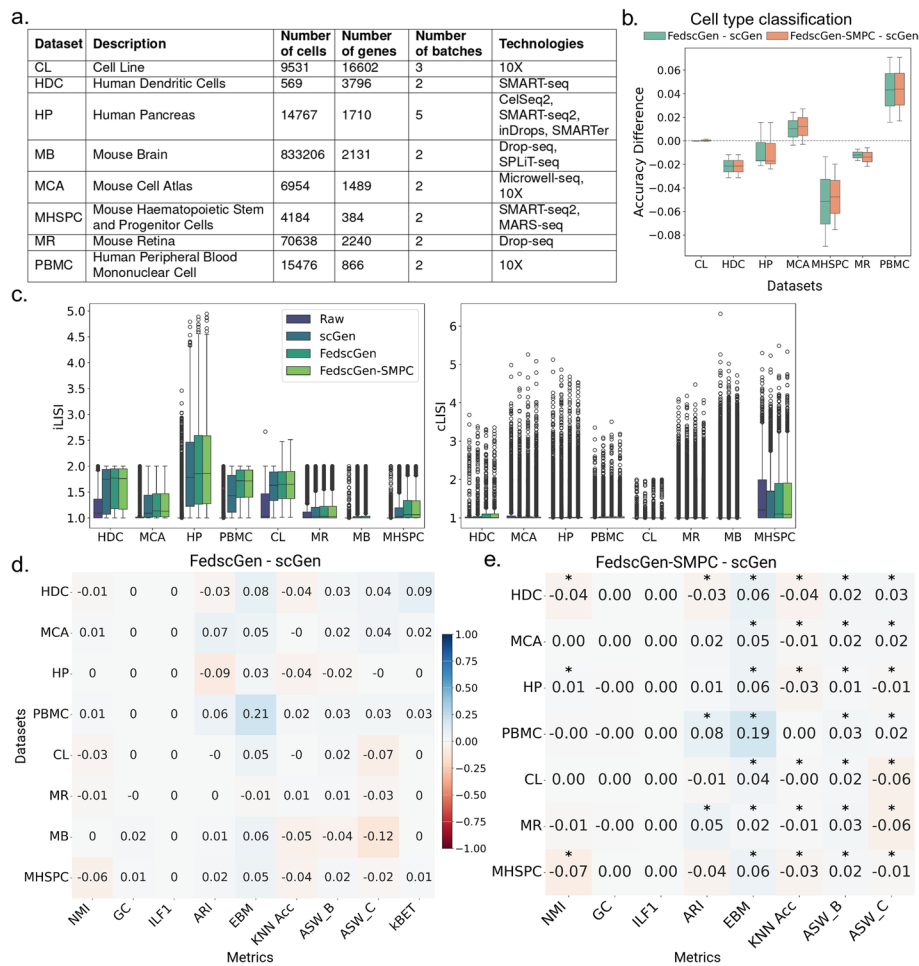 a.
Dataset Description Number of cells Number of genes Number of batches Technologies
CL Cell Line 9531 16602 3 10X
HDC Human Dendritic Cells 569 3796 2 SMART-seq
HP Human Pancreas 14767 1710 5 CelSeq2, SMART-seq2, inDrops, SMARTer
MB Mouse Brain 833206 2131 2 Drop-seq, SPLiT-seq
MCA Mouse Cell Atlas 6954 1489 2 Microwell-seq, 10X
MHSPC Mouse Haematopoietic Stem and Progenitor Cells 4184 384 2 SMART-seq2, MARS-seq
MR Mouse Retina 70638 2240 2 Drop-seq
PBMC Human Peripheral Blood Mononuclear Cell 15476 866 2 10X
b.
Cell type classification
FedscGen - scGen FedscGen-SMPC - scGen
Accuracy Difference
0.06
0.04
0.02
0.00
−0.02
−0.04
−0.06
−0.08
CL HDC HP MCA MHSPC MR PBMC
Datasets
c.
iLISI
5.0
4.5
4.0
3.5
3.0
2.5
2.0
1.5
1.0
Raw
scGen
FedscGen
FedscGen-SMPC
HDC MCA HP PBMC CL MR MB MHSPC
cLISI
6
5
4
3
2
1
HDC MCA HP PBMC CL MR MB MHSPC
d.
FedscGen - scGen
Datasets
HDC -0.01 0 0 -0.03 0.08 -0.04 0.03 0.04 0.09
MCA 0.01 0 0 0.07 0.05 -0 0.02 0.04 0.02
HP 0 0 0 -0.09 0.03 -0.04 -0.02 -0 0
PBMC 0.01 0 0 0.06 0.21 0.02 0.03 0.03 0.03
CL -0.03 0 0 -0 0.05 -0 0.02 -0.07 0
MR -0.01 -0 0 0 -0.01 0.01 0.01 -0.03 0
MB 0 0.02 0 0.01 0.06 -0.05 -0.04 -0.12 0
MHSPC -0.06 0.01 0 0.02 0.05 -0.04 0.02 -0.02 0.01
NMI GC ILF1 ARI EBM KNN Acc ASW_B ASW_C kBET
Metrics
1.00
0.75
0.50
0.25
0.00
−0.25
−0.50
−0.75
−1.00
e.
FedscGen-SMPC - scGen
* * * * * *
HDC -0.04 0.00 0.00 -0.03 0.06 -0.04 0.02 0.03
* * * *
MCA 0.00 0.00 0.00 0.02 0.05 -0.01 0.02 0.02
* * * * *
HP 0.01 -0.00 0.00 0.01 0.06 -0.03 0.01 -0.01
* * * *
PBMC -0.00 -0.00 0.00 0.08 0.19 0.00 0.03 0.02
* * * *
CL 0.00 0.00 0.00 -0.01 0.04 -0.00 0.02 -0.06
* * * * *
MR -0.01 -0.00 0.00 0.05 0.02 -0.01 0.03 -0.06
* * * * *
MHSPC -0.07 0.00 0.00 -0.04 0.06 -0.03 0.02 -0.01
NMI GC ILF1 ARI EBM KNN Acc ASW_B ASW_C
Metrics